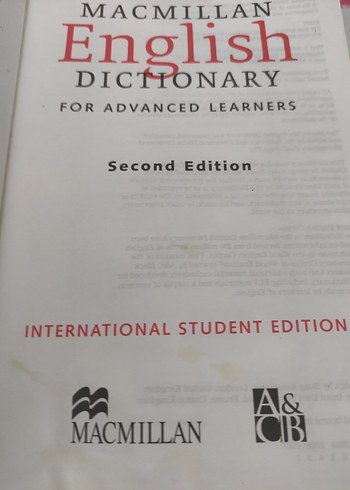 MACMILLAN
English
DICTIONARY
FOR ADVANCED LEARNERS
Second Edition
INTERNATIONAL STUDENT EDITION
MACMILLAN
A&
CB